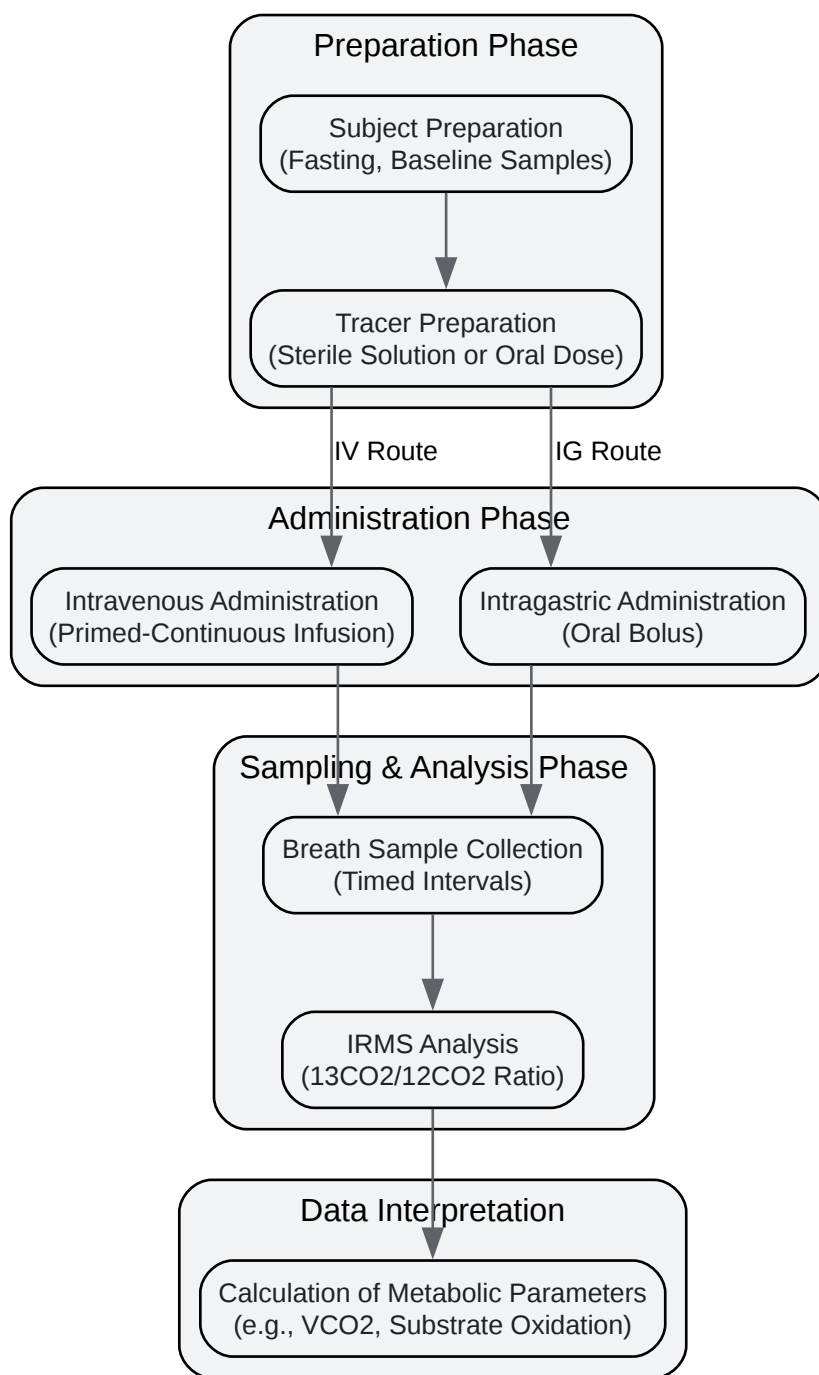 Preparation Phase
Subject Preparation
(Fasting, Baseline Samples)
Tracer Preparation
(Sterile Solution or Oral Dose)
IV Route
IG Route
Administration Phase
Intravenous Administration
(Primed-Continuous Infusion)
Intragastric Administration
(Oral Bolus)
Sampling & Analysis Phase
Breath Sample Collection
(Timed Intervals)
IRMS Analysis
(13CO2/12CO2 Ratio)
Data Interpretation
Calculation of Metabolic Parameters
(e.g., VCO2, Substrate Oxidation)